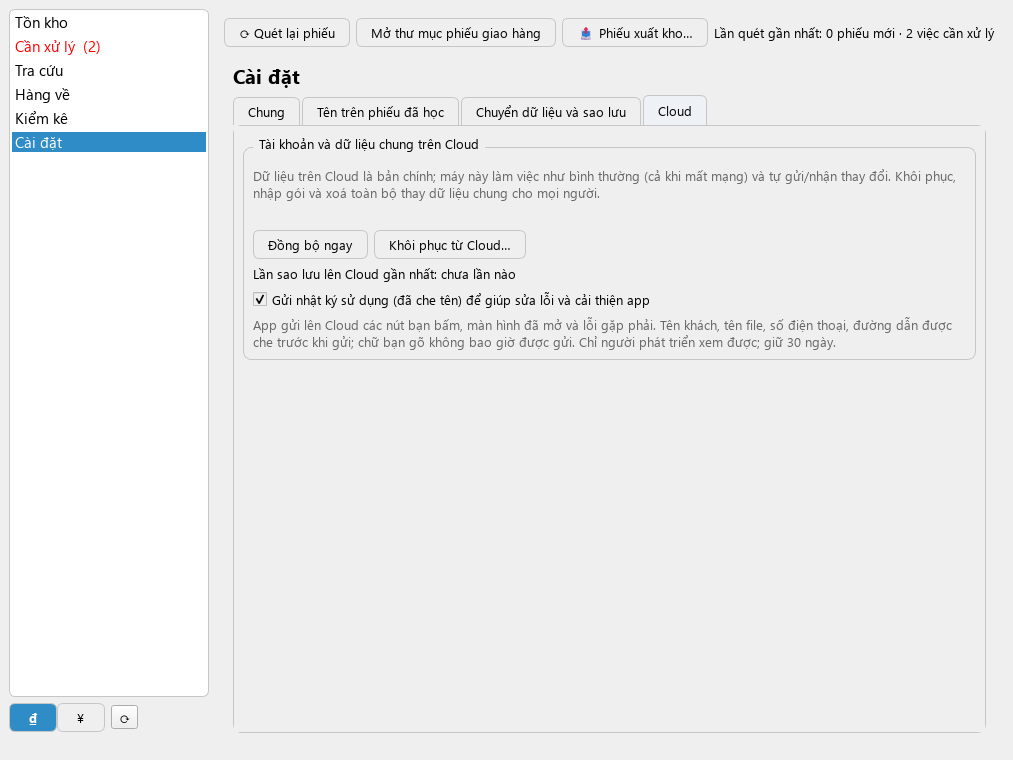 Tồn kho
Cần xử lý  (2)
Tra cứu
Hàng về
Kiểm kê
Cài đặt
⟳ Quét lại phiếu
Mở thư mục phiếu giao hàng
📤 Phiếu xuất kho...
Lần quét gần nhất: 0 phiếu mới · 2 việc cần xử lý
Cài đặt
Chung
Tên trên phiếu đã học
Chuyển dữ liệu và sao lưu
Cloud
Tài khoản và dữ liệu chung trên Cloud
Dữ liệu trên Cloud là bản chính; máy này làm việc như bình thường (cả khi mất mạng) và tự gửi/nhận thay đổi. Khôi phục,
nhập gói và xoá toàn bộ thay dữ liệu chung cho mọi người.
Đồng bộ ngay
Khôi phục từ Cloud...
Lần sao lưu lên Cloud gần nhất: chưa lần nào
Gửi nhật ký sử dụng (đã che tên) để giúp sửa lỗi và cải thiện app
App gửi lên Cloud các nút bạn bấm, màn hình đã mở và lỗi gặp phải. Tên khách, tên file, số điện thoại, đường dẫn được
che trước khi gửi; chữ bạn gõ không bao giờ được gửi. Chỉ người phát triển xem được; giữ 30 ngày.
₫
¥
⟳